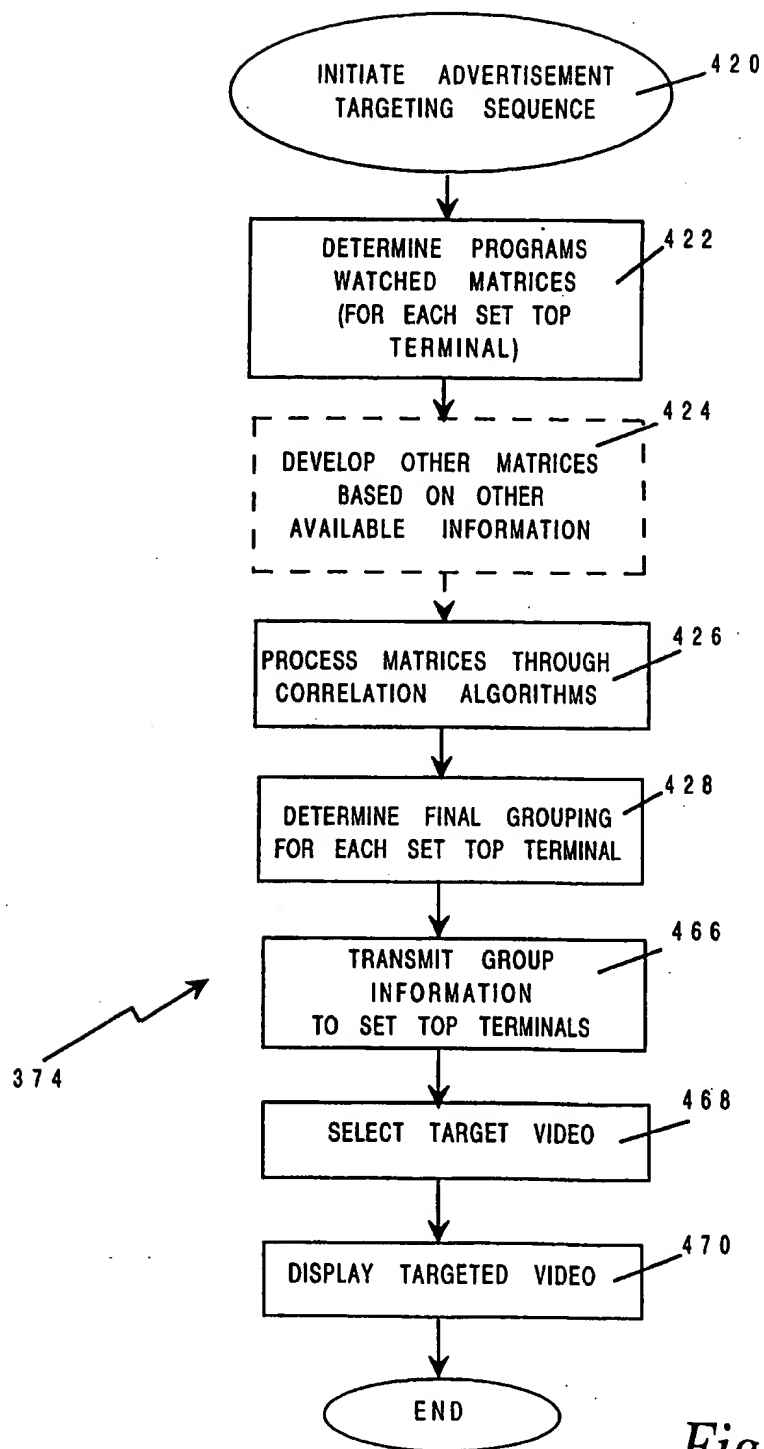 INITIATE ADVERTISEMENT
TARGETING SEQUENCE
420
DETERMINE PROGRAMS
WATCHED MATRICES
(FOR EACH SET TOP
TERMINAL)
422
DEVELOP OTHER MATRICES
BASED ON OTHER
AVAILABLE INFORMATION
424
PROCESS MATRICES THROUGH
CORRELATION ALGORITHMS
426
DETERMINE FINAL GROUPING
FOR EACH SET TOP TERMINAL
428
TRANSMIT GROUP
INFORMATION
TO SET TOP TERMINALS
466
374
SELECT TARGET VIDEO
468
DISPLAY TARGETED VIDEO
470
END
Fig